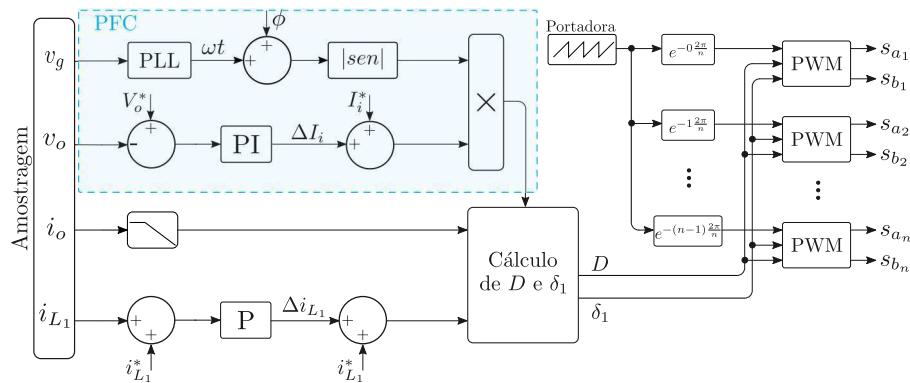 PFC
ϕ
Portadora
v_g
PLL
ωt
+
+
|sen|
e^{-0\frac{2π}{n}}
PWM
s_{a_1}
s_{b_1}
V_o^*
I_i^*
×
v_o
-
+
PI
ΔI_i
+
+
e^{-1\frac{2π}{n}}
PWM
s_{a_2}
s_{b_2}
Amostragem
i_o
Cálculo
de D e δ_1
e^{-(n-1)\frac{2π}{n}}
PWM
s_{a_n}
s_{b_n}
D
δ_1
i_{L_1}
+
+
P
Δi_{L_1}
+
+
i_{L_1}^*
i_{L_1}^*